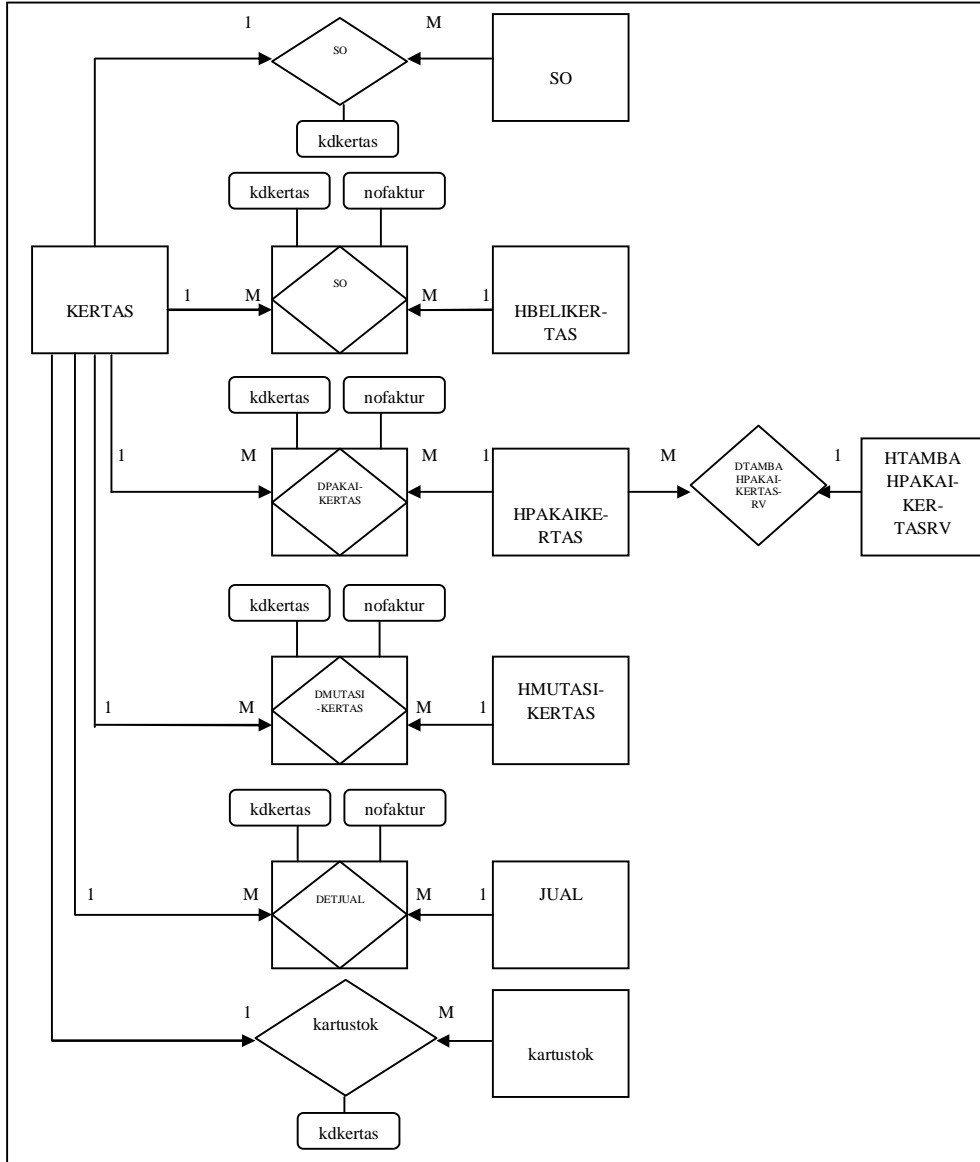 1
M
SO
SO
kdkertas
kdkertas
nofaktur
SO
KERTAS
1
M
M
1
HBELIKER-
TAS
kdkertas
nofaktur
1
M
M
1
DPAKAI-
KERTAS
HPAKAIKE-
RTAS
M
DTAMBA
HPAKAI-
KERTAS-
RV
1
HTAMBA
HPAKAI-
KER-
TASRV
kdkertas
nofaktur
1
M
M
1
DMUTASI
-KERTAS
HMUTASI-
KERTAS
kdkertas
nofaktur
1
M
M
1
DETJUAL
JUAL
1
M
kartustok
kartustok
kdkertas